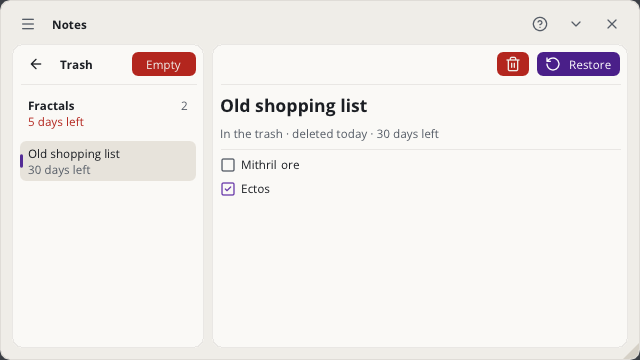 Notes
Trash
Empty
Fractals 2
5 days left
Old shopping list
30 days left
Restore
Old shopping list
In the trash · deleted today · 30 days left
Mithril ore
Ectos